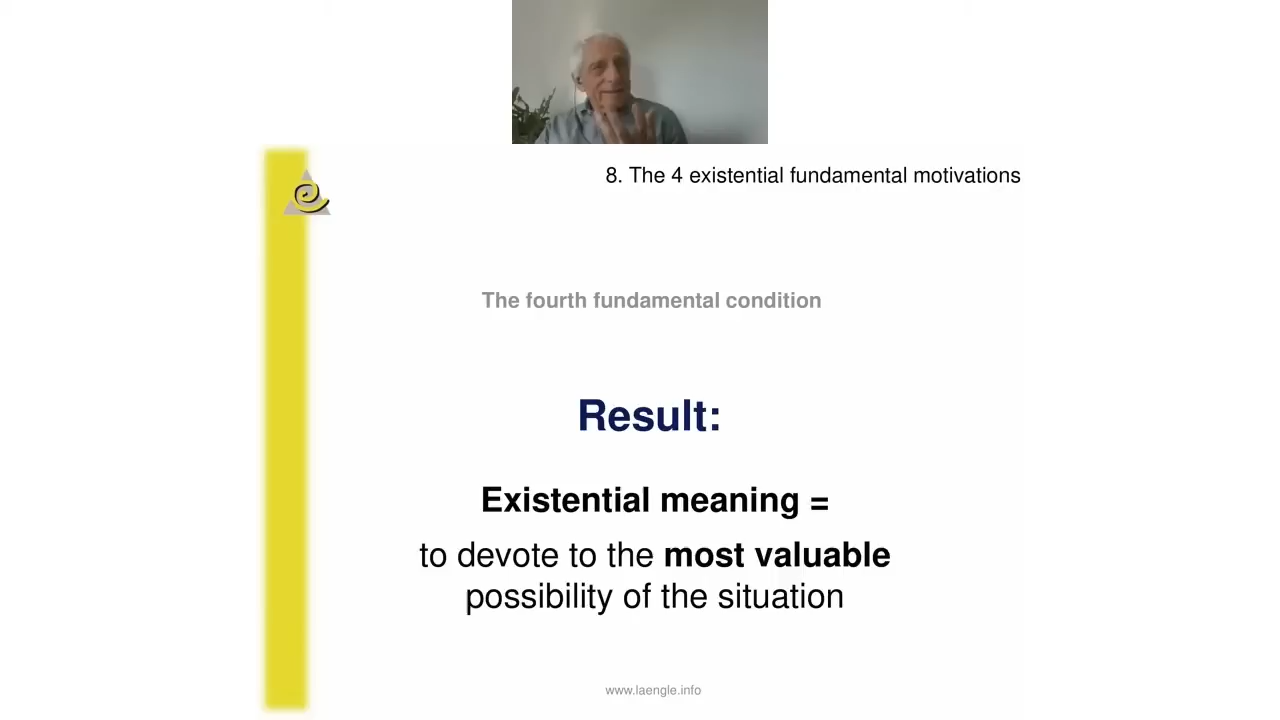 8. The 4 existential fundamental motivations
The fourth fundamental condition
Result:
Existential meaning =
to devote to the most valuable
possibility of the situation
www.laengle.info